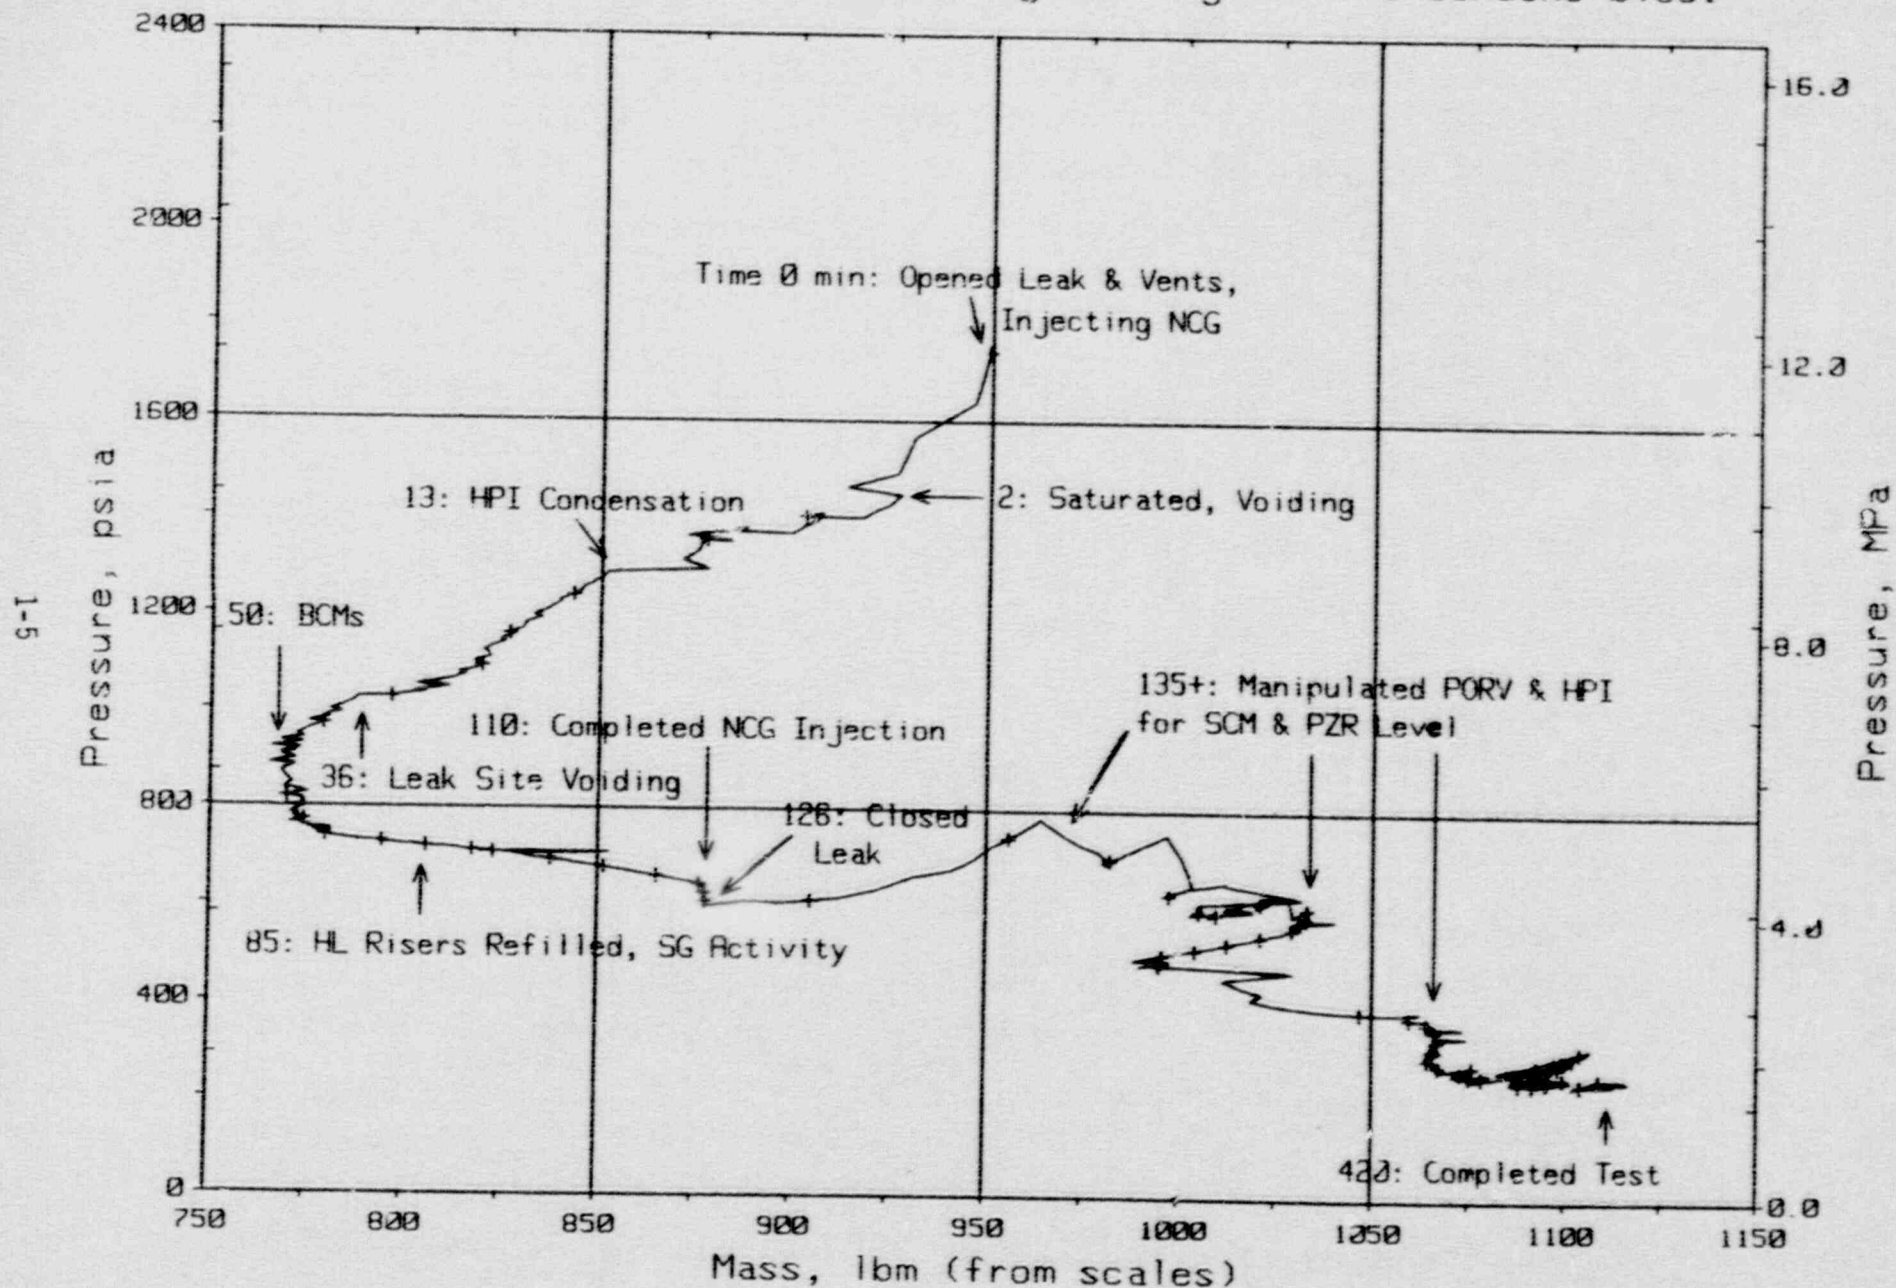 2400
2000
1600
1200
800
400
0
Pressure, psia
1-5
16.0
12.0
8.0
4.0
0.0
Pressure, MPa
Time 0 min: Opened Leak & Vents,
Injecting NCG
13: HPI Condensation
2: Saturated, Voiding
50: BCMs
135+: Manipulated PORV & HPI
for SCM & PZR Level
110: Completed NCG Injection
36: Leak Site Voiding
126: Closed
Leak
85: HL Risers Refilled, SG Activity
420: Completed Test
750 800 850 900 950 1000 1050 1100 1150
Mass, lbm (from scales)